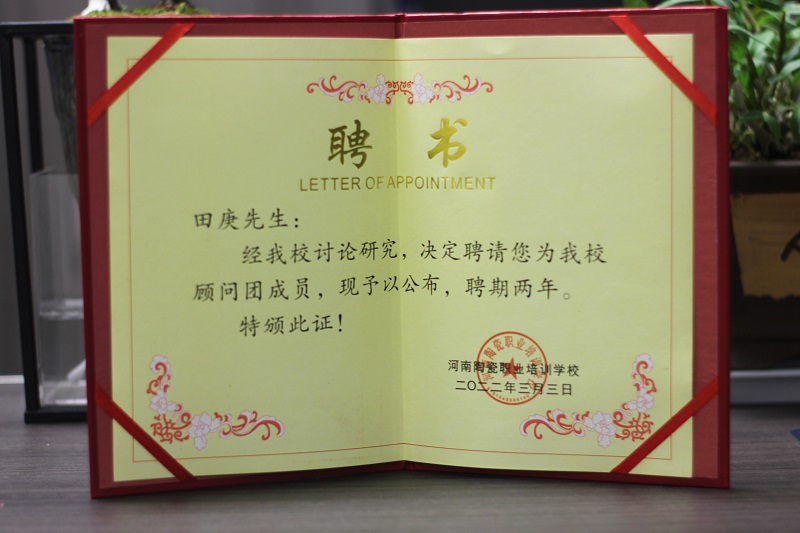 聘书
LETTER OF APPOINTMENT
田庚先生：
经我校讨论研究，决定聘请您为我校
顾问团成员，现予以公布，聘期两年。
特颁此证！
河南陶瓷职业培训学校
二〇二二年三月三日